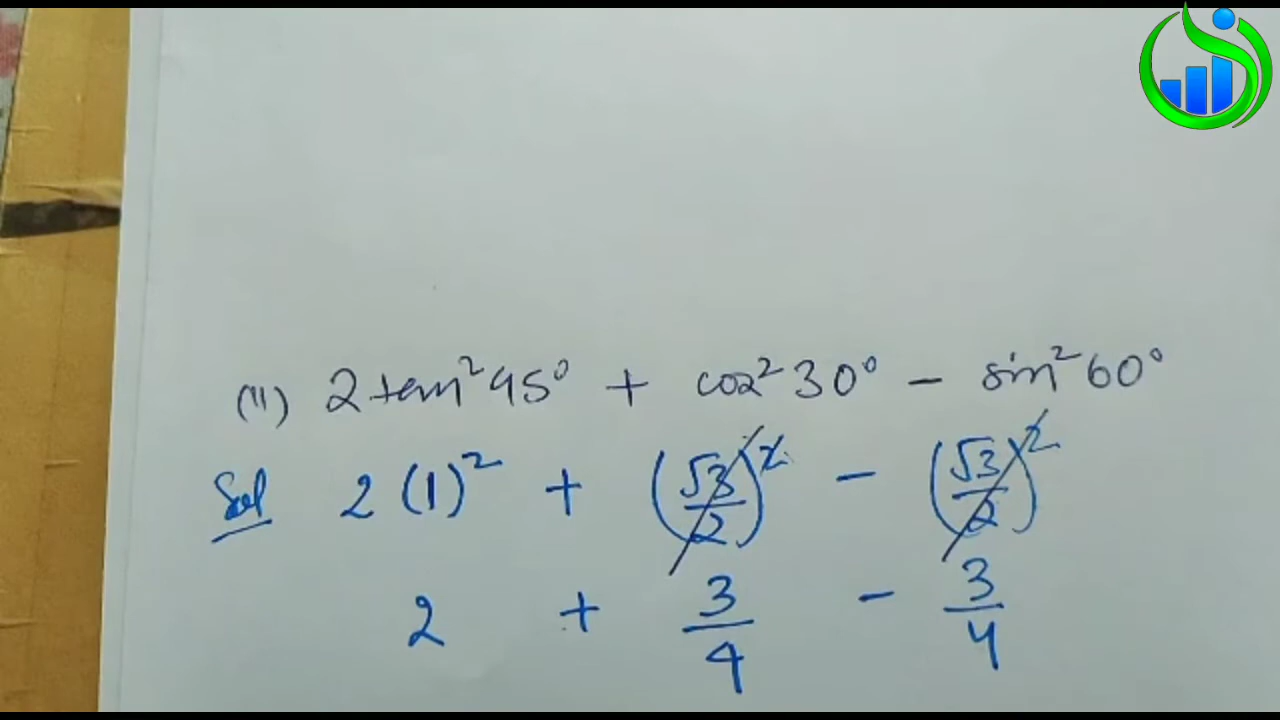 (ii) 2 tan²45° + cos²30° - sin²60°
Sol 2(1)² + (√3/2)² - (√3/2)²
2 + 3/4 - 3/4